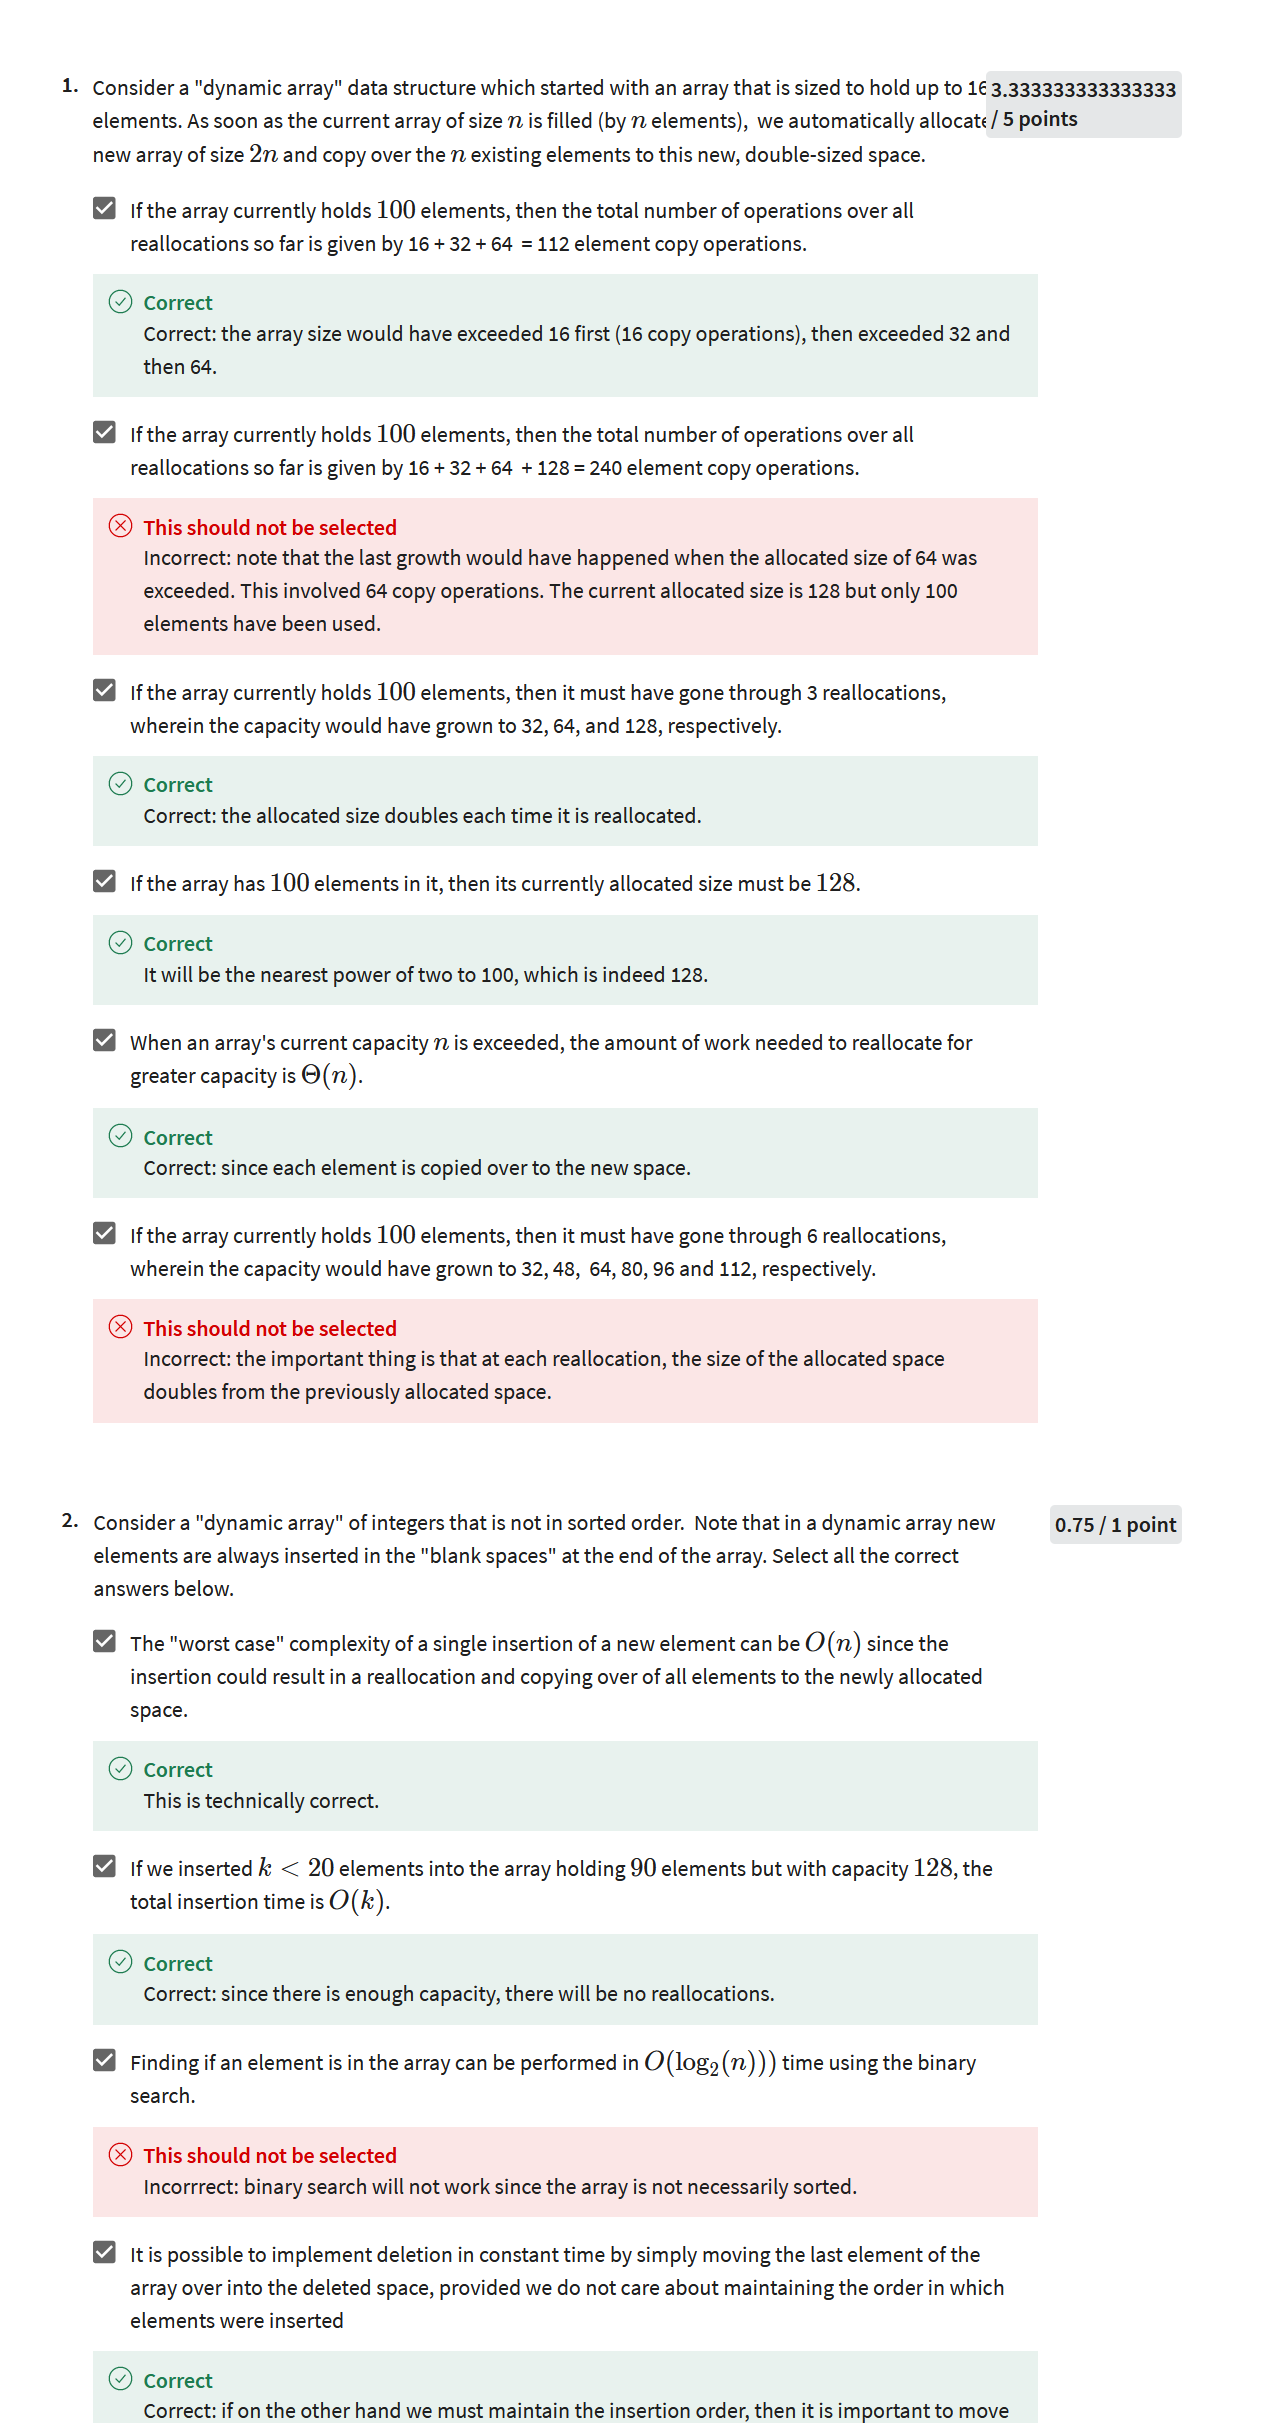 1. Consider a "dynamic array" data structure which started with an array that is sized to hold up to 16
3.333333333333333
/ 5 points
elements. As soon as the current array of size n is filled (by n elements),  we automatically allocate
new array of size 2n and copy over the n existing elements to this new, double-sized space.
If the array currently holds 100 elements, then the total number of operations over all
reallocations so far is given by 16 + 32 + 64  = 112 element copy operations.
Correct
Correct: the array size would have exceeded 16 first (16 copy operations), then exceeded 32 and
then 64.
If the array currently holds 100 elements, then the total number of operations over all
reallocations so far is given by 16 + 32 + 64  + 128 = 240 element copy operations.
This should not be selected
Incorrect: note that the last growth would have happened when the allocated size of 64 was
exceeded. This involved 64 copy operations. The current allocated size is 128 but only 100
elements have been used.
If the array currently holds 100 elements, then it must have gone through 3 reallocations,
wherein the capacity would have grown to 32, 64, and 128, respectively.
Correct
Correct: the allocated size doubles each time it is reallocated.
If the array has 100 elements in it, then its currently allocated size must be 128.
Correct
It will be the nearest power of two to 100, which is indeed 128.
When an array's current capacity n is exceeded, the amount of work needed to reallocate for
greater capacity is Θ(n).
Correct
Correct: since each element is copied over to the new space.
If the array currently holds 100 elements, then it must have gone through 6 reallocations,
wherein the capacity would have grown to 32, 48,  64, 80, 96 and 112, respectively.
This should not be selected
Incorrect: the important thing is that at each reallocation, the size of the allocated space
doubles from the previously allocated space.
2. Consider a "dynamic array" of integers that is not in sorted order.  Note that in a dynamic array new
0.75 / 1 point
elements are always inserted in the "blank spaces" at the end of the array. Select all the correct
answers below.
The "worst case" complexity of a single insertion of a new element can be O(n) since the
insertion could result in a reallocation and copying over of all elements to the newly allocated
space.
Correct
This is technically correct.
If we inserted k < 20 elements into the array holding 90 elements but with capacity 128, the
total insertion time is O(k).
Correct
Correct: since there is enough capacity, there will be no reallocations.
Finding if an element is in the array can be performed in O(log₂(n))) time using the binary
search.
This should not be selected
Incorrrect: binary search will not work since the array is not necessarily sorted.
It is possible to implement deletion in constant time by simply moving the last element of the
array over into the deleted space, provided we do not care about maintaining the order in which
elements were inserted
Correct
Correct: if on the other hand we must maintain the insertion order, then it is important to move